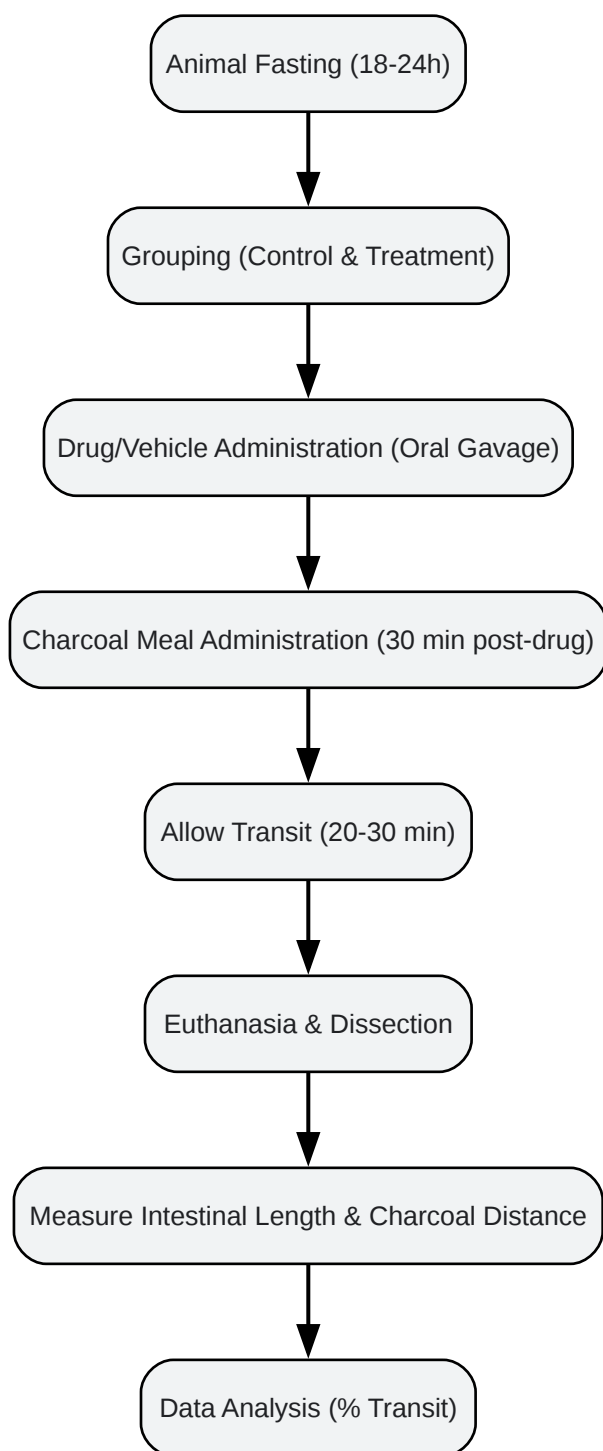 Animal Fasting (18-24h)
Grouping (Control & Treatment)
Drug/Vehicle Administration (Oral Gavage)
Charcoal Meal Administration (30 min post-drug)
Allow Transit (20-30 min)
Euthanasia & Dissection
Measure Intestinal Length & Charcoal Distance
Data Analysis (% Transit)